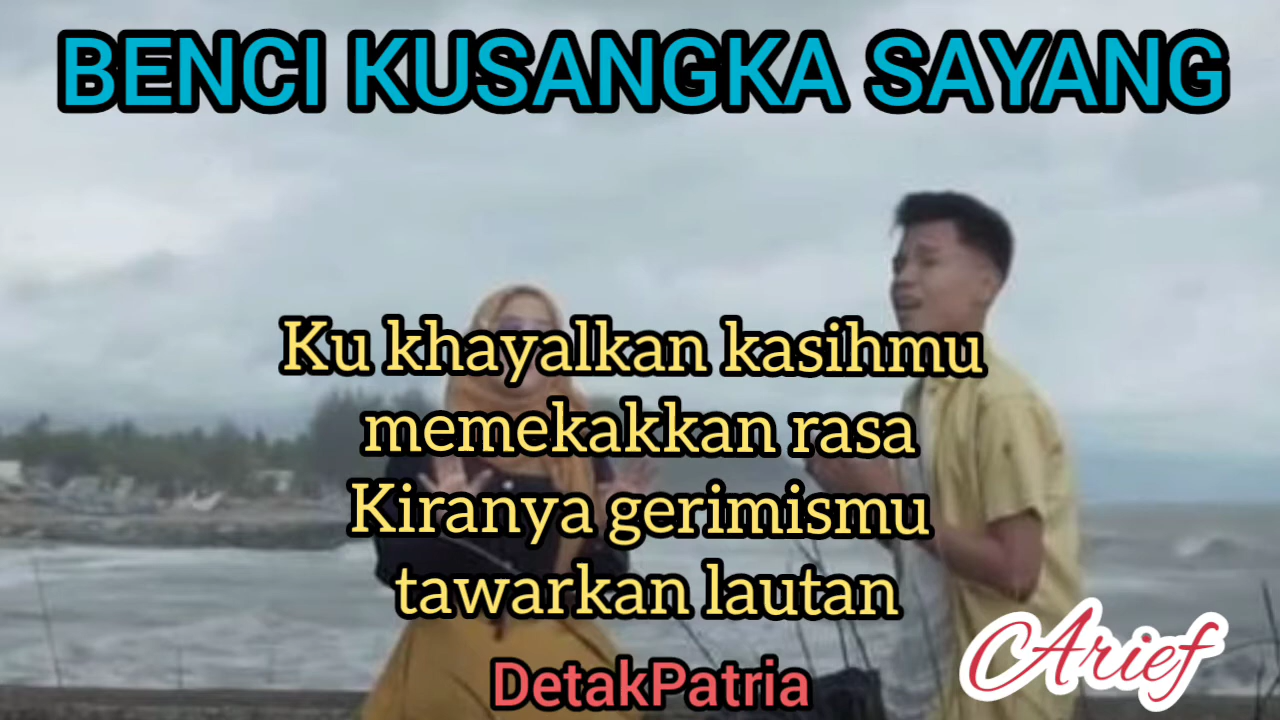 BENCI KUSANGKA SAYANG
Ku khayalkan kasihmu
memekakkan rasa
Kiranya gerimismu
tawarkan lautan
DetakPatria
Arief